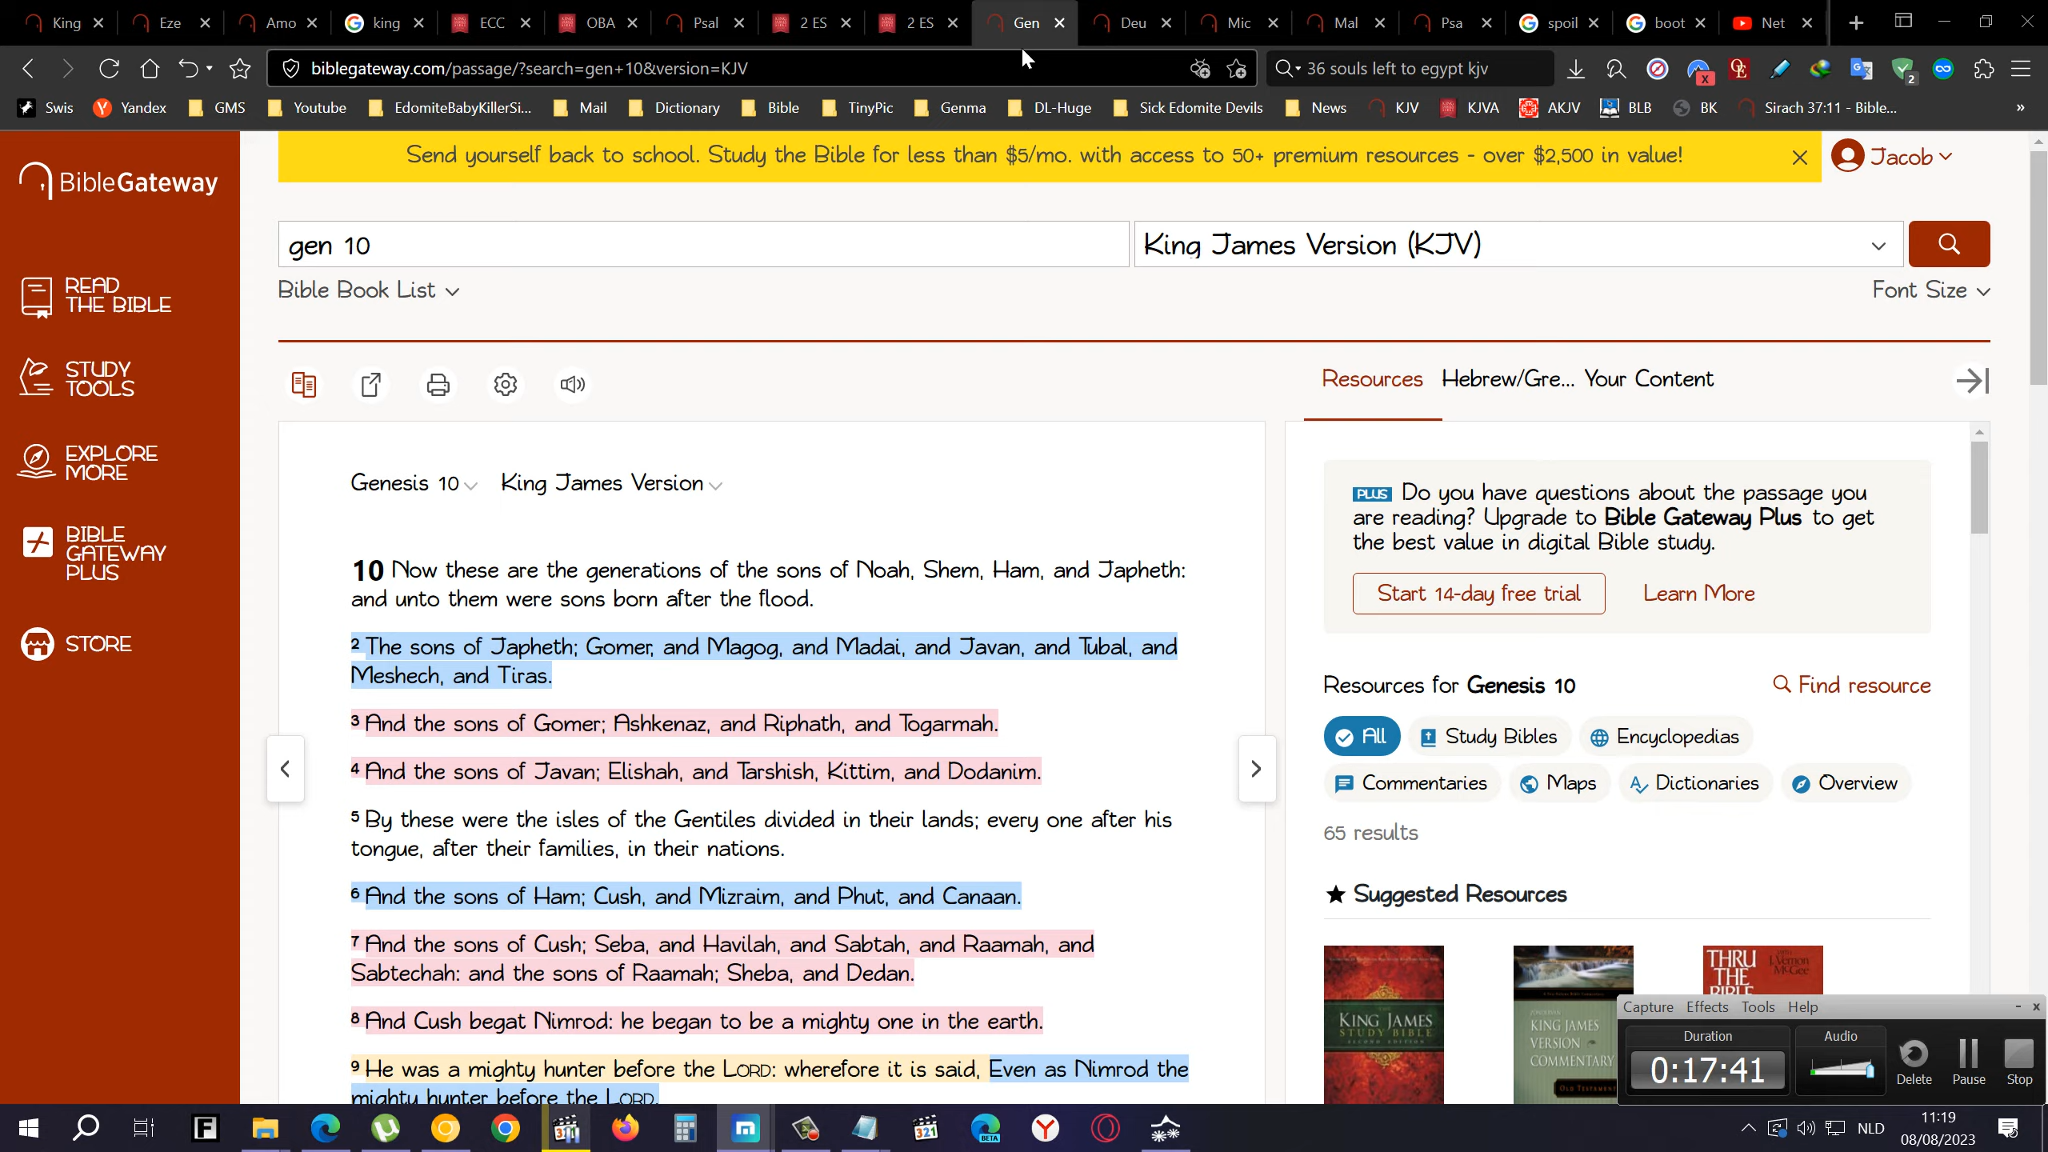 King
Eze
Amo
king
ECC
OBA
Psal
2 ES
2 ES
Gen
Deu
Mic
Mal
Psa
spoil
boot
Net
biblegateway.com/passage/?search=gen+10&version=KJV
36 souls left to egypt kjv
Swis
Yandex
GMS
Youtube
EdomiteBabyKillerSi...
Mail
Dictionary
Bible
TinyPic
Genma
DL-Huge
Sick Edomite Devils
News
KJV
KJVA
AKJV
BLB
BK
Sirach 37:11 - Bible...
Send yourself back to school. Study the Bible for less than $5/mo. with access to 50+ premium resources - over $2,500 in value!
Jacob
BibleGateway
READ
THE BIBLE
STUDY
TOOLS
EXPLORE
MORE
BIBLE
GATEWAY
PLUS
STORE
gen 10
King James Version (KJV)
Bible Book List
Font Size
Resources
Hebrew/Gre...
Your Content
Genesis 10
King James Version
10 Now these are the generations of the sons of Noah, Shem, Ham, and Japheth:
and unto them were sons born after the flood.
2 The sons of Japheth; Gomer, and Magog, and Madai, and Javan, and Tubal, and
Meshech, and Tiras.
3 And the sons of Gomer; Ashkenaz, and Riphath, and Togarmah.
4 And the sons of Javan; Elishah, and Tarshish, Kittim, and Dodanim.
5 By these were the isles of the Gentiles divided in their lands; every one after his
tongue, after their families, in their nations.
6 And the sons of Ham; Cush, and Mizraim, and Phut, and Canaan.
7 And the sons of Cush; Seba, and Havilah, and Sabtah, and Raamah, and
Sabtechah: and the sons of Raamah; Sheba, and Dedan.
8 And Cush begat Nimrod: he began to be a mighty one in the earth.
9 He was a mighty hunter before the LORD: wherefore it is said, Even as Nimrod the
mighty hunter before the LORD.
PLUS Do you have questions about the passage you
are reading? Upgrade to Bible Gateway Plus to get
the best value in digital Bible study.
Start 14-day free trial
Learn More
Resources for Genesis 10
Find resource
All
Study Bibles
Encyclopedias
Commentaries
Maps
Dictionaries
Overview
65 results
Suggested Resources
KING JAMES
STUDY BIBLE
SECOND EDITION
KING JAMES
VERSION
COMMENTARY
THRU
THE
BIBLE
J. Vernon
McGee
Capture
Effects
Tools
Help
Duration
0:17:41
Audio
Delete
Pause
Stop
NLD
11:19
08/08/2023